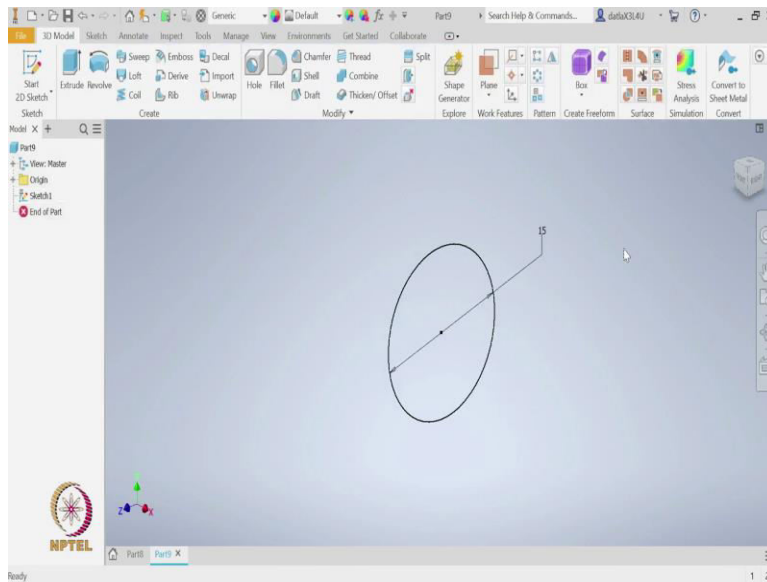 Generic Default Part9 Search Help & Commands... datlaX3L4U
File 3D Model Sketch Annotate Inspect Tools Manage View Environments Get Started Collaborate
Start 2D Sketch Extrude Revolve Sweep Emboss Decal
Loft Derive Import
Coil Rib Unwrap
Hole Fillet Chamfer Thread Split
Shell Combine
Draft Thicken/ Offset
Shape Generator Plane Box Stress Analysis Convert to Sheet Metal
Sketch Create Modify Explore Work Features Pattern Create Freeform Surface Simulation Convert
Model X +
Part9
View: Master
Origin
Sketch1
End of Part
15
Z X
NPTEL
Part8 Part9 X
Ready 1